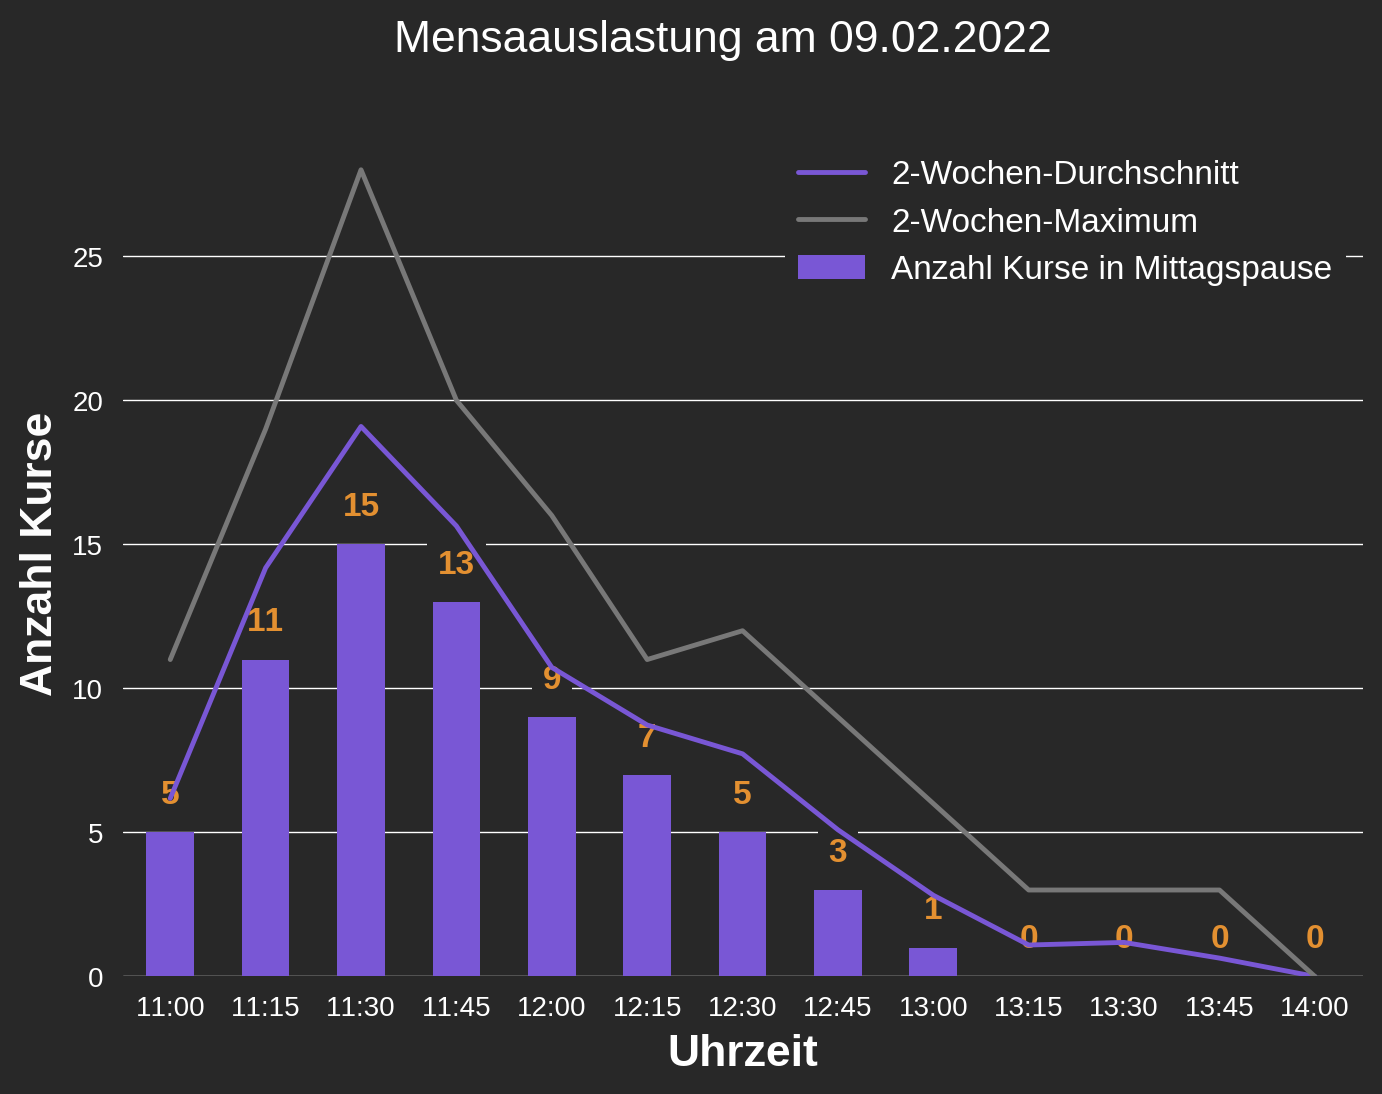 Mensaauslastung am 09.02.2022
2-Wochen-Durchschnitt
2-Wochen-Maximum
Anzahl Kurse in Mittagspause
Anzahl Kurse
25
20
15
10
5
0
5
11
15
13
9
7
5
3
1
0
0
0
0
11:00 11:15 11:30 11:45 12:00 12:15 12:30 12:45 13:00 13:15 13:30 13:45 14:00
Uhrzeit